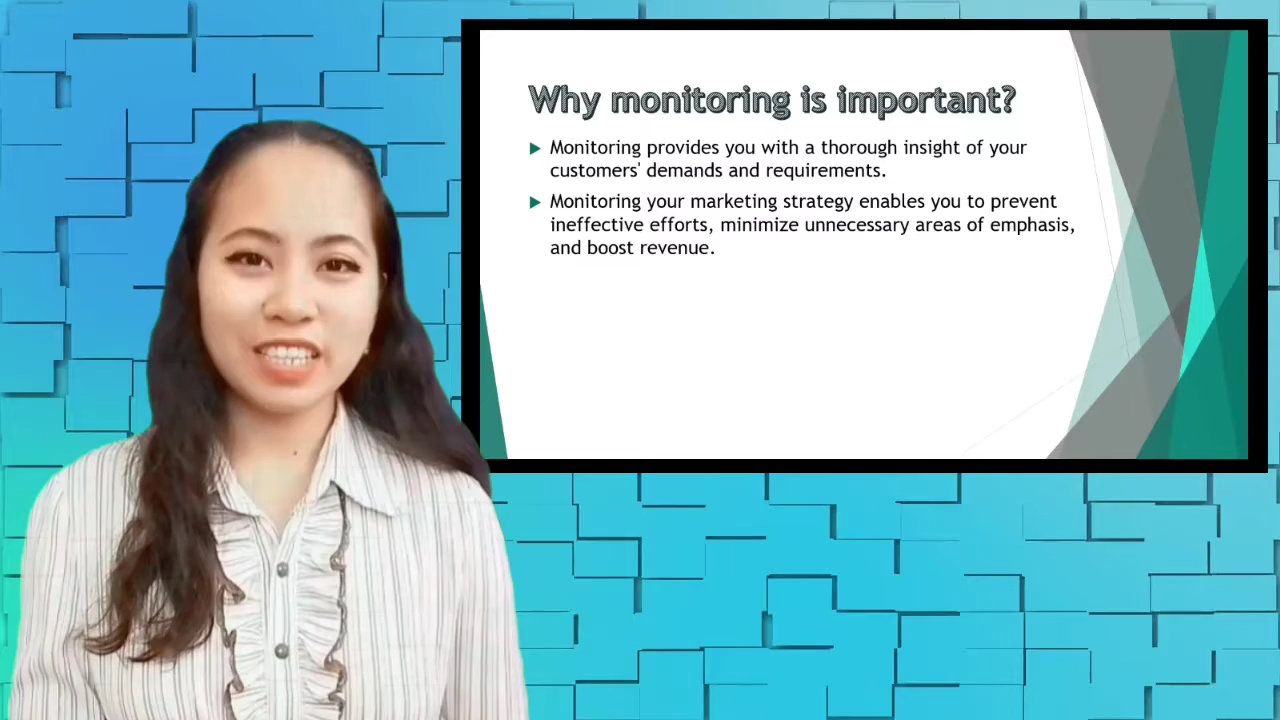 Why monitoring is important?
Monitoring provides you with a thorough insight of your
customers' demands and requirements.
Monitoring your marketing strategy enables you to prevent
ineffective efforts, minimize unnecessary areas of emphasis,
and boost revenue.